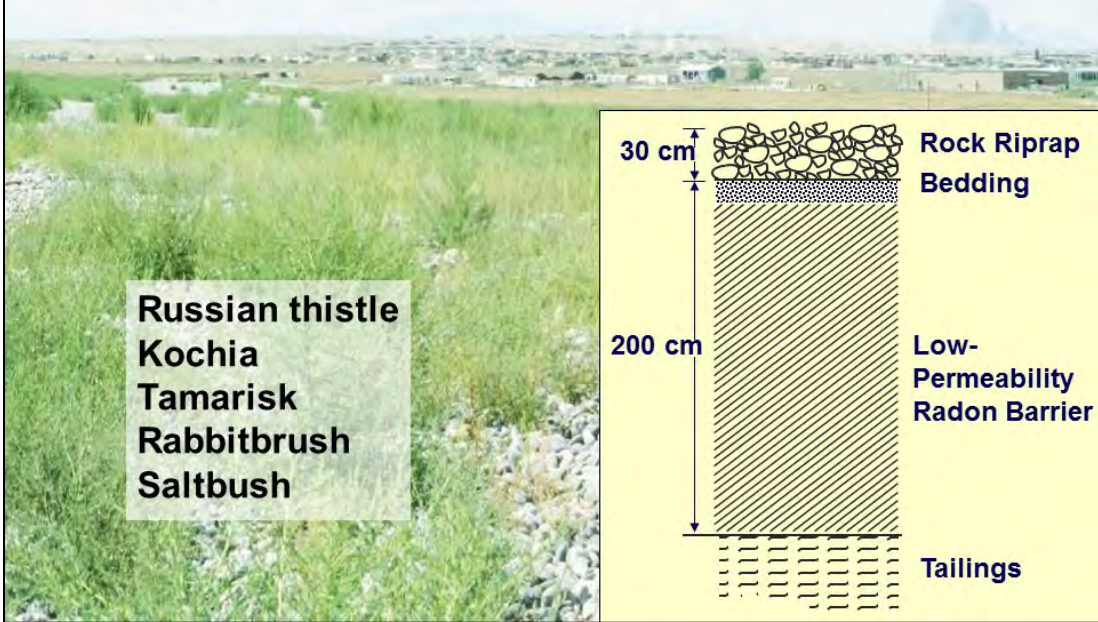 Russian thistle
Kochia
Tamarisk
Rabbitbrush
Saltbush
30 cm
Rock Riprap
Bedding
200 cm
Low-
Permeability
Radon Barrier
Tailings